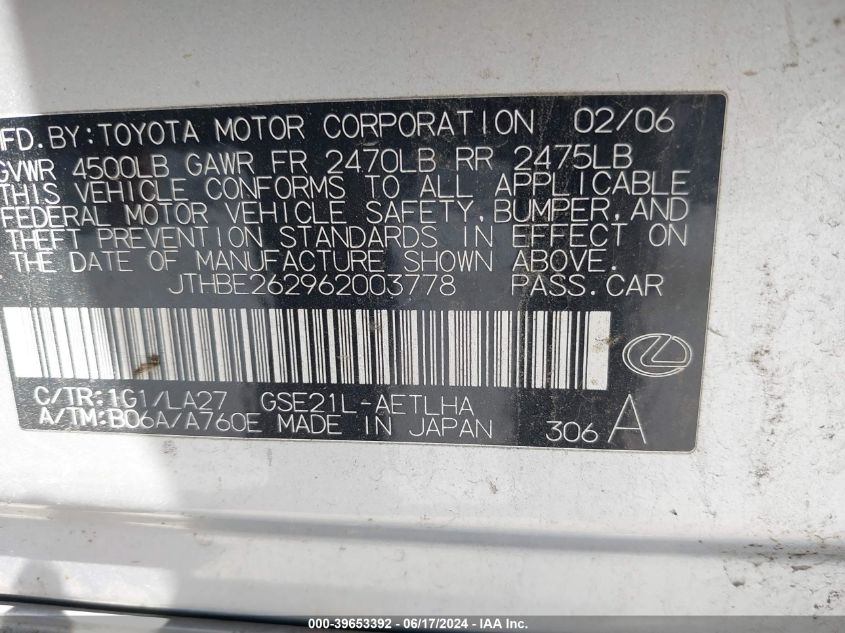 MFD. BY: TOYOTA MOTOR CORPORATION 02/06
GVWR 4500LB GAWR FR 2470LB RR 2475LB
THIS VEHICLE CONFORMS TO ALL APPLICABLE
FEDERAL MOTOR VEHICLE SAFETY, BUMPER, AND
THEFT PREVENTION STANDARDS IN EFFECT ON
THE DATE OF MANUFACTURE SHOWN ABOVE.
JTHBE262962003778 PASS. CAR
C/TR: 1G1/LA27 GSE21L-AETLHA
A/TM: B06A/A760E MADE IN JAPAN 306 A
000-39653392 - 06/17/2024 - IAA Inc.